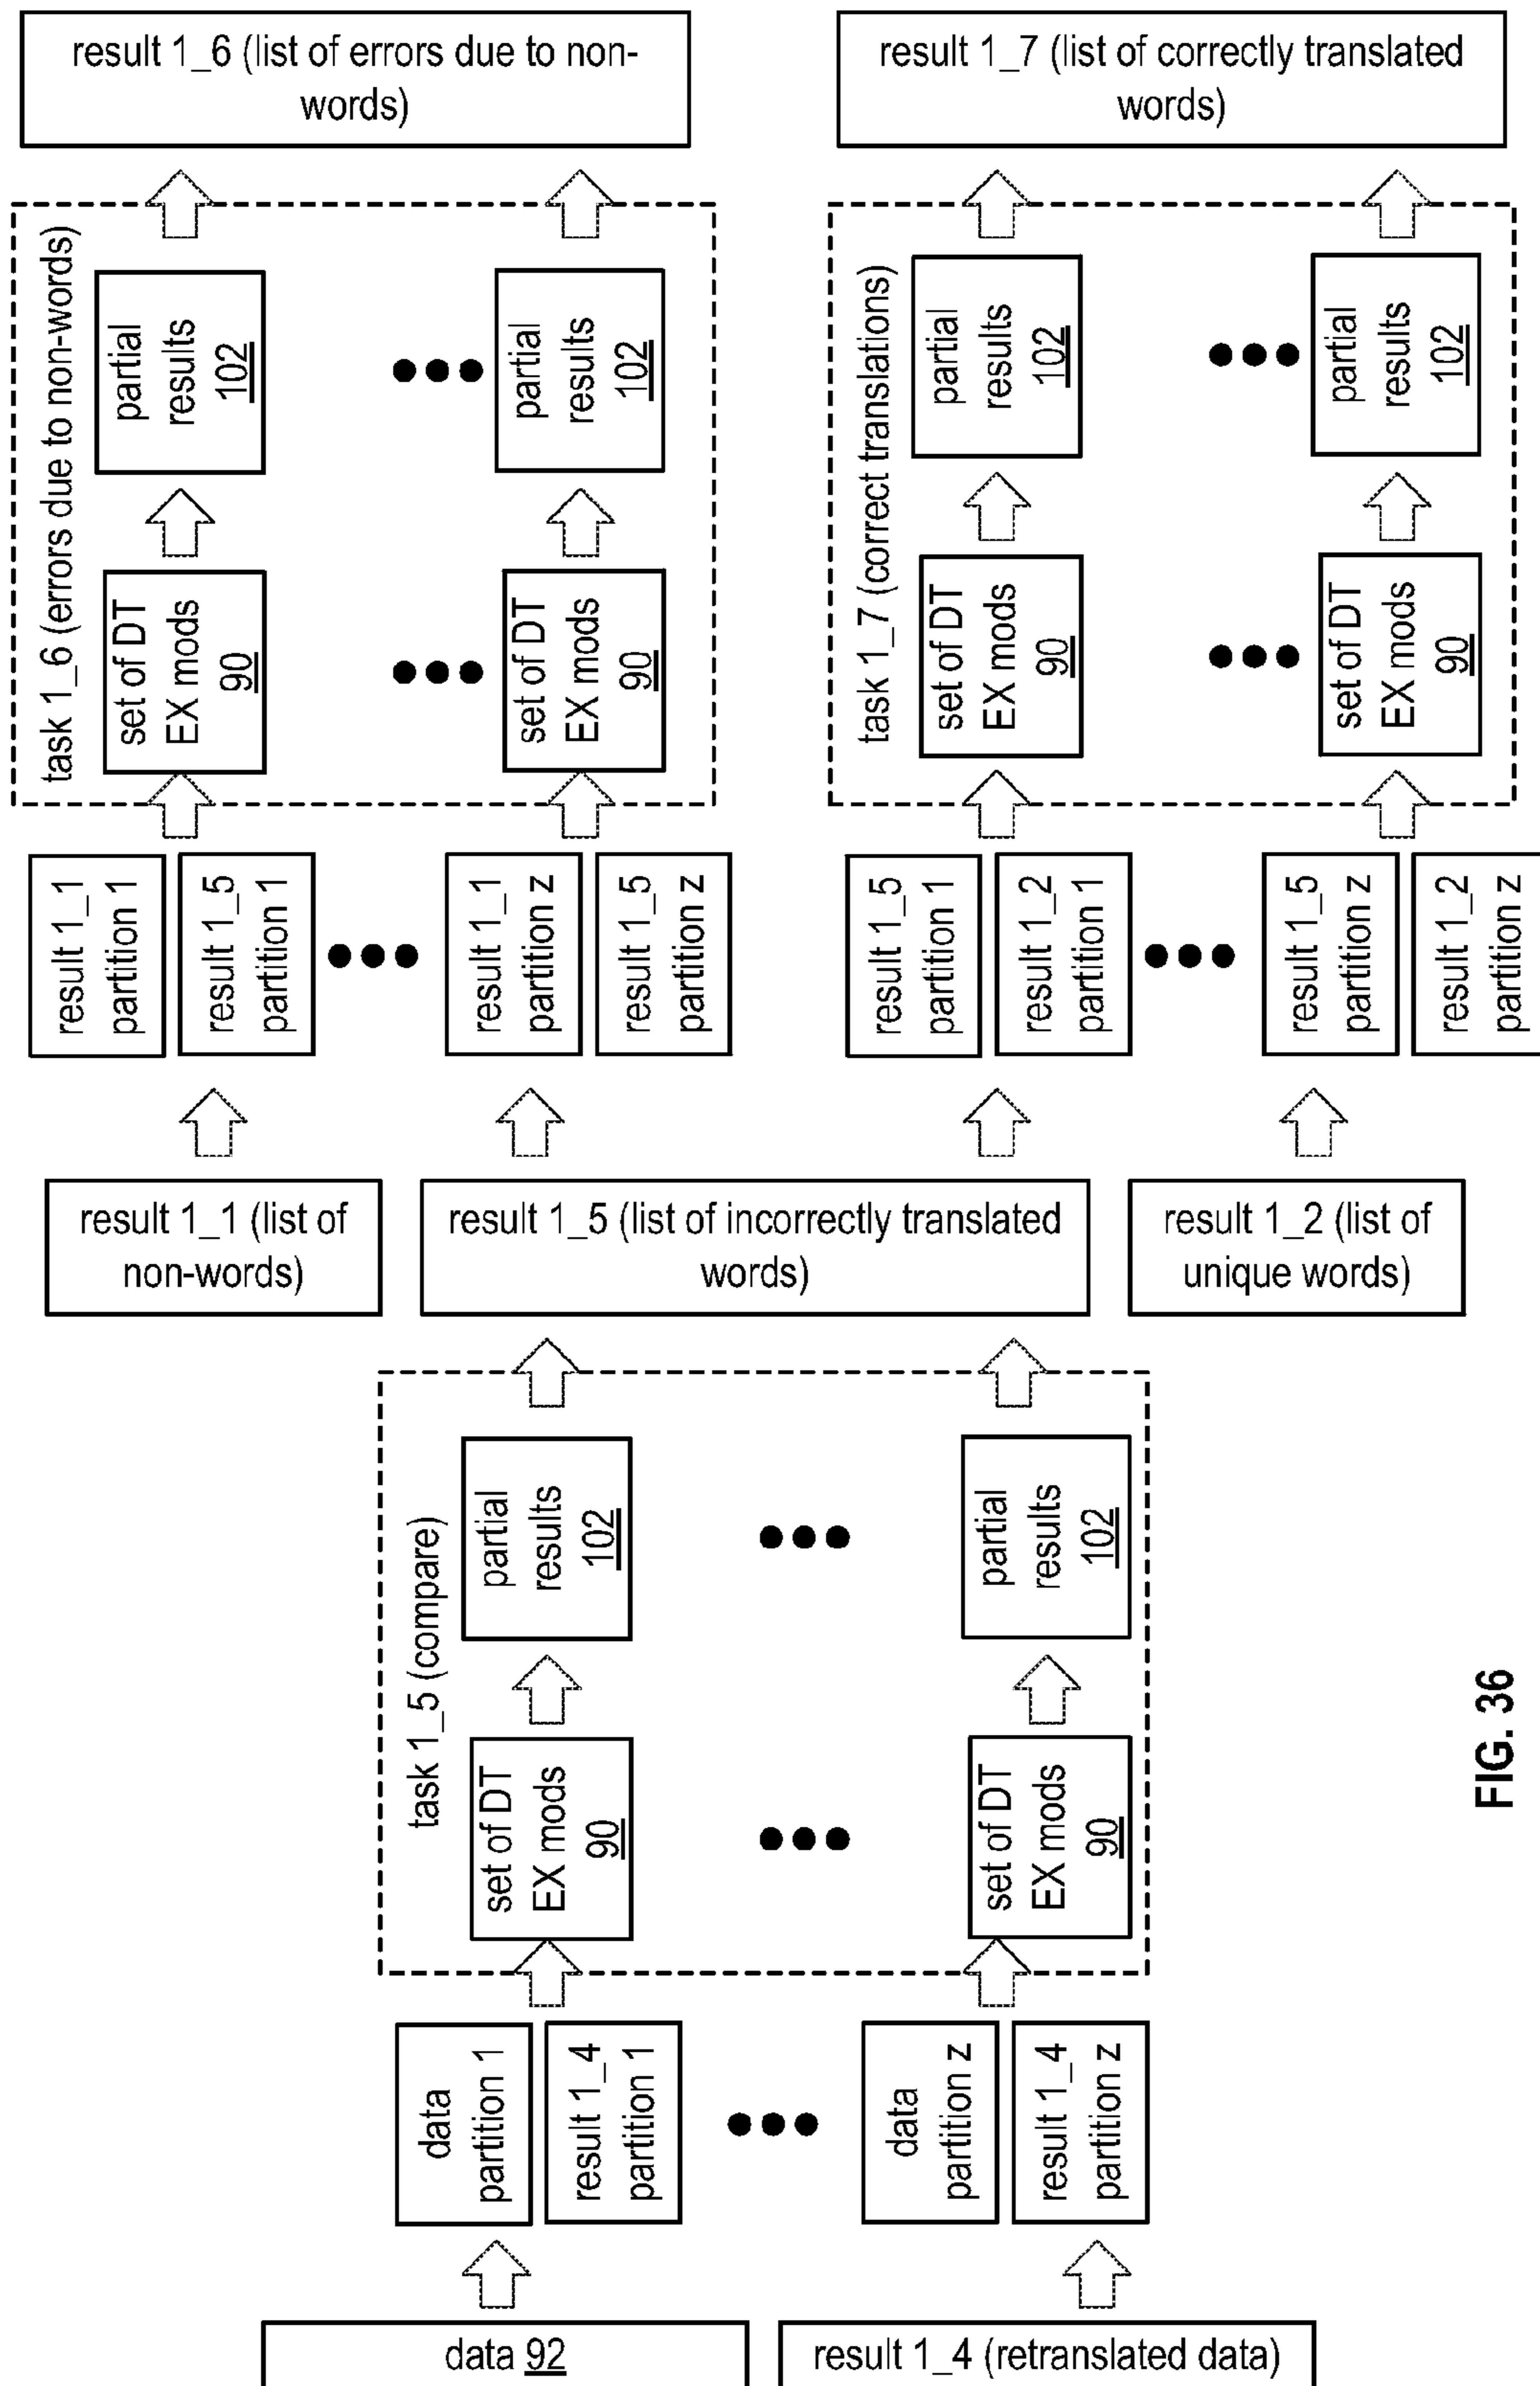 result 1_6 (list of errors due to non-
words)
result 1_7 (list of correctly translated
words)
task 1_6 (errors due to non-words)
partial
results
102
partial
results
102
set of DT
EX mods
90
set of DT
EX mods
90
task 1_7 (correct translations)
partial
results
102
partial
results
102
set of DT
EX mods
90
set of DT
EX mods
90
result 1_1
partition 1
result 1_5
partition 1
result 1_1
partition z
result 1_5
partition z
result 1_5
partition 1
result 1_2
partition 1
result 1_5
partition z
result 1_2
partition z
result 1_1 (list of
non-words)
result 1_5 (list of incorrectly translated
words)
result 1_2 (list of
unique words)
task 1_5 (compare)
partial
results
102
partial
results
102
set of DT
EX mods
90
set of DT
EX mods
90
data
partition 1
result 1_4
partition 1
data
partition z
result 1_4
partition z
data 92
result 1_4 (retranslated data)
FIG. 36